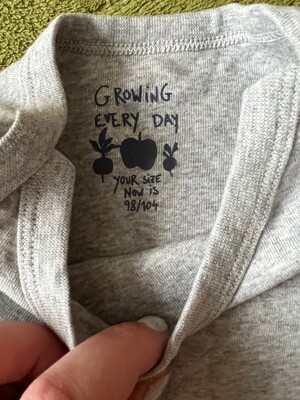 GROWING
EVERY DAY
YOUR SIZE
NOW IS
98/104